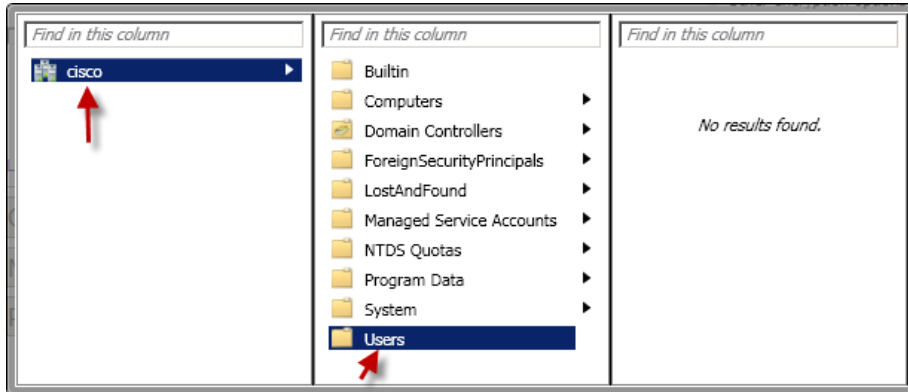 Find in this column
cisco
Find in this column
Builtin
Computers
Domain Controllers
ForeignSecurityPrincipals
LostAndFound
Managed Service Accounts
NTDS Quotas
Program Data
System
Users
Find in this column
No results found.